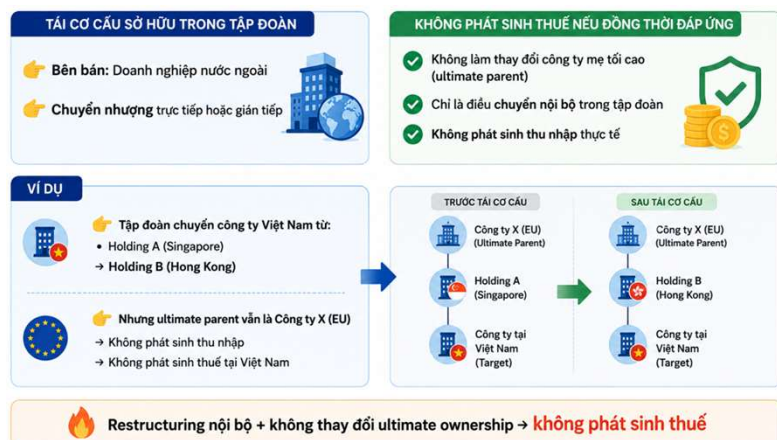 TÁI CƠ CẤU SỞ HỮU TRONG TẬP ĐOÀN
👉 Bên bán: Doanh nghiệp nước ngoài
👉 Chuyển nhượng trực tiếp hoặc gián tiếp
KHÔNG PHÁT SINH THUẾ NẾU ĐỒNG THỜI ĐÁP ỨNG
Không làm thay đổi công ty mẹ tối cao
(ultimate parent)
Chỉ là điều chuyển nội bộ trong tập đoàn
Không phát sinh thu nhập thực tế
VÍ DỤ
👉 Tập đoàn chuyển công ty Việt Nam từ:
• Holding A (Singapore)
→ Holding B (Hong Kong)
👉 Nhưng ultimate parent vẫn là Công ty X (EU)
→ Không phát sinh thu nhập
→ Không phát sinh thuế tại Việt Nam
TRƯỚC TÁI CƠ CẤU
Công ty X (EU)
(Ultimate Parent)
Holding A
(Singapore)
Công ty tại
Việt Nam
(Target)
SAU TÁI CƠ CẤU
Công ty X (EU)
(Ultimate Parent)
Holding B
(Hong Kong)
Công ty tại
Việt Nam
(Target)
Restructuring nội bộ + không thay đổi ultimate ownership → không phát sinh thuế